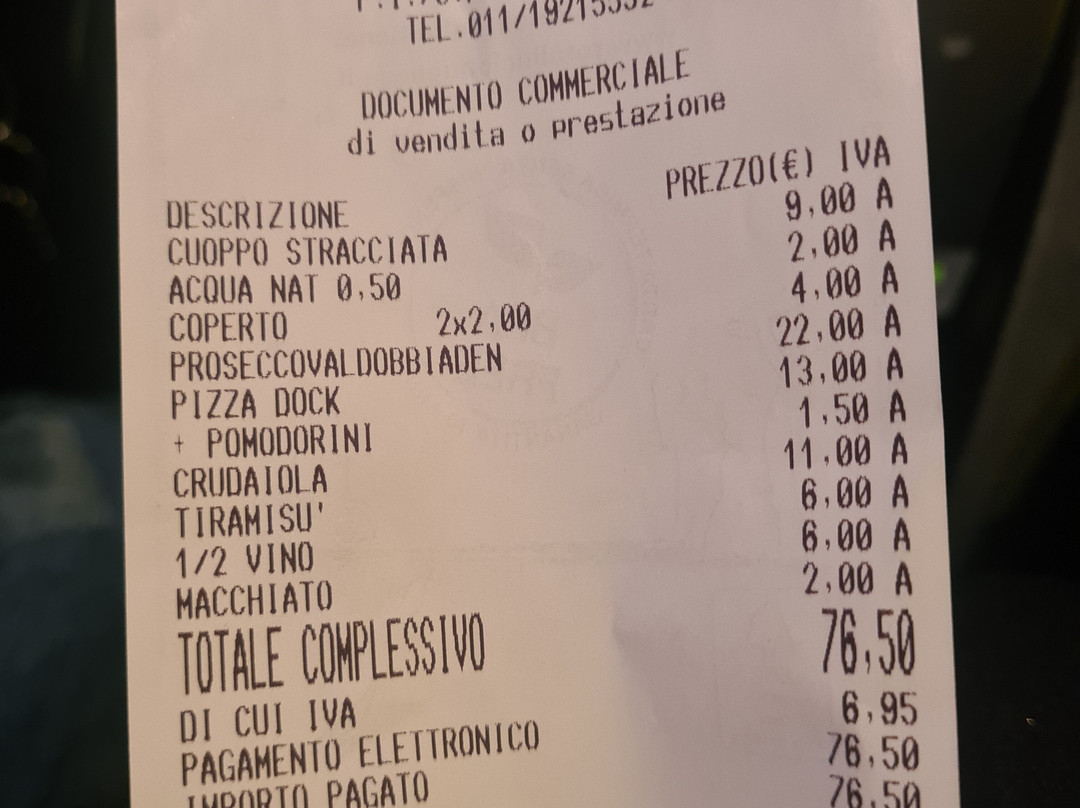 TEL.011/19215332
DOCUMENTO COMMERCIALE
di vendita o prestazione
DESCRIZIONE PREZZO(€) IVA
CUOPPO STRACCIATA 9,00 A
ACQUA NAT 0,50 2,00 A
COPERTO 2x2,00 4,00 A
PROSECCOVALDOBBIADEN 22,00 A
PIZZA DOCK 13,00 A
+ POMODORINI 1,50 A
CRUDAIOLA 11,00 A
TIRAMISU' 6,00 A
1/2 VINO 6,00 A
MACCHIATO 2,00 A
TOTALE COMPLESSIVO 76,50
DI CUI IVA 6,95
PAGAMENTO ELETTRONICO 76,50
IMPORTO PAGATO 76,50